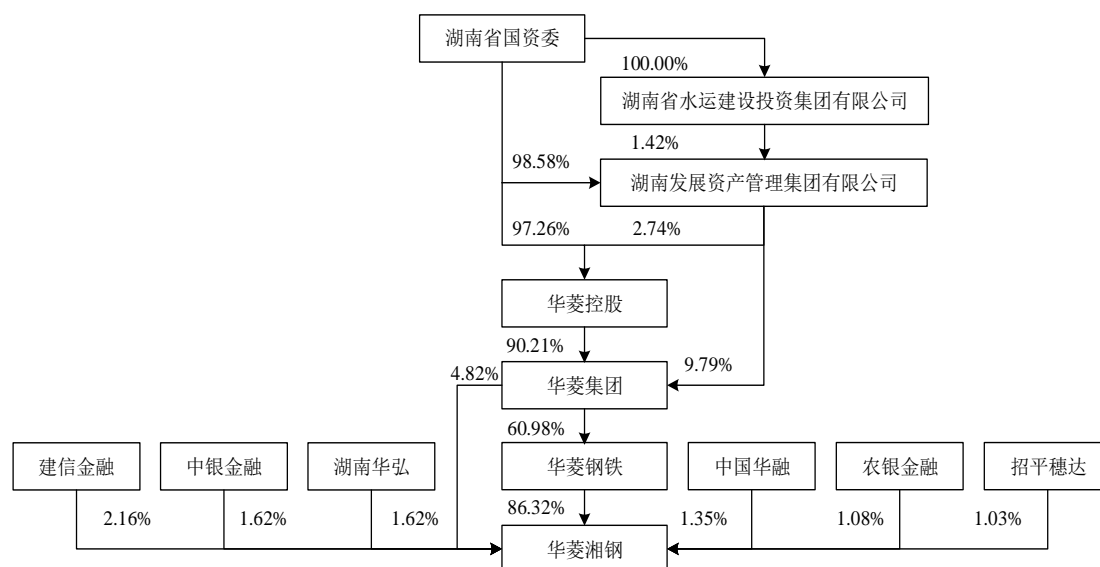 湖南省国资委
100.00%
湖南省水运建设投资集团有限公司
1.42%
98.58%
湖南发展资产管理集团有限公司
97.26%
2.74%
华菱控股
90.21%
9.79%
4.82%
华菱集团
60.98%
建信金融
中银金融
湖南华弘
华菱钢铁
中国华融
农银金融
招平穗达
2.16%
1.62%
1.62%
86.32%
1.35%
1.08%
1.03%
华菱湘钢